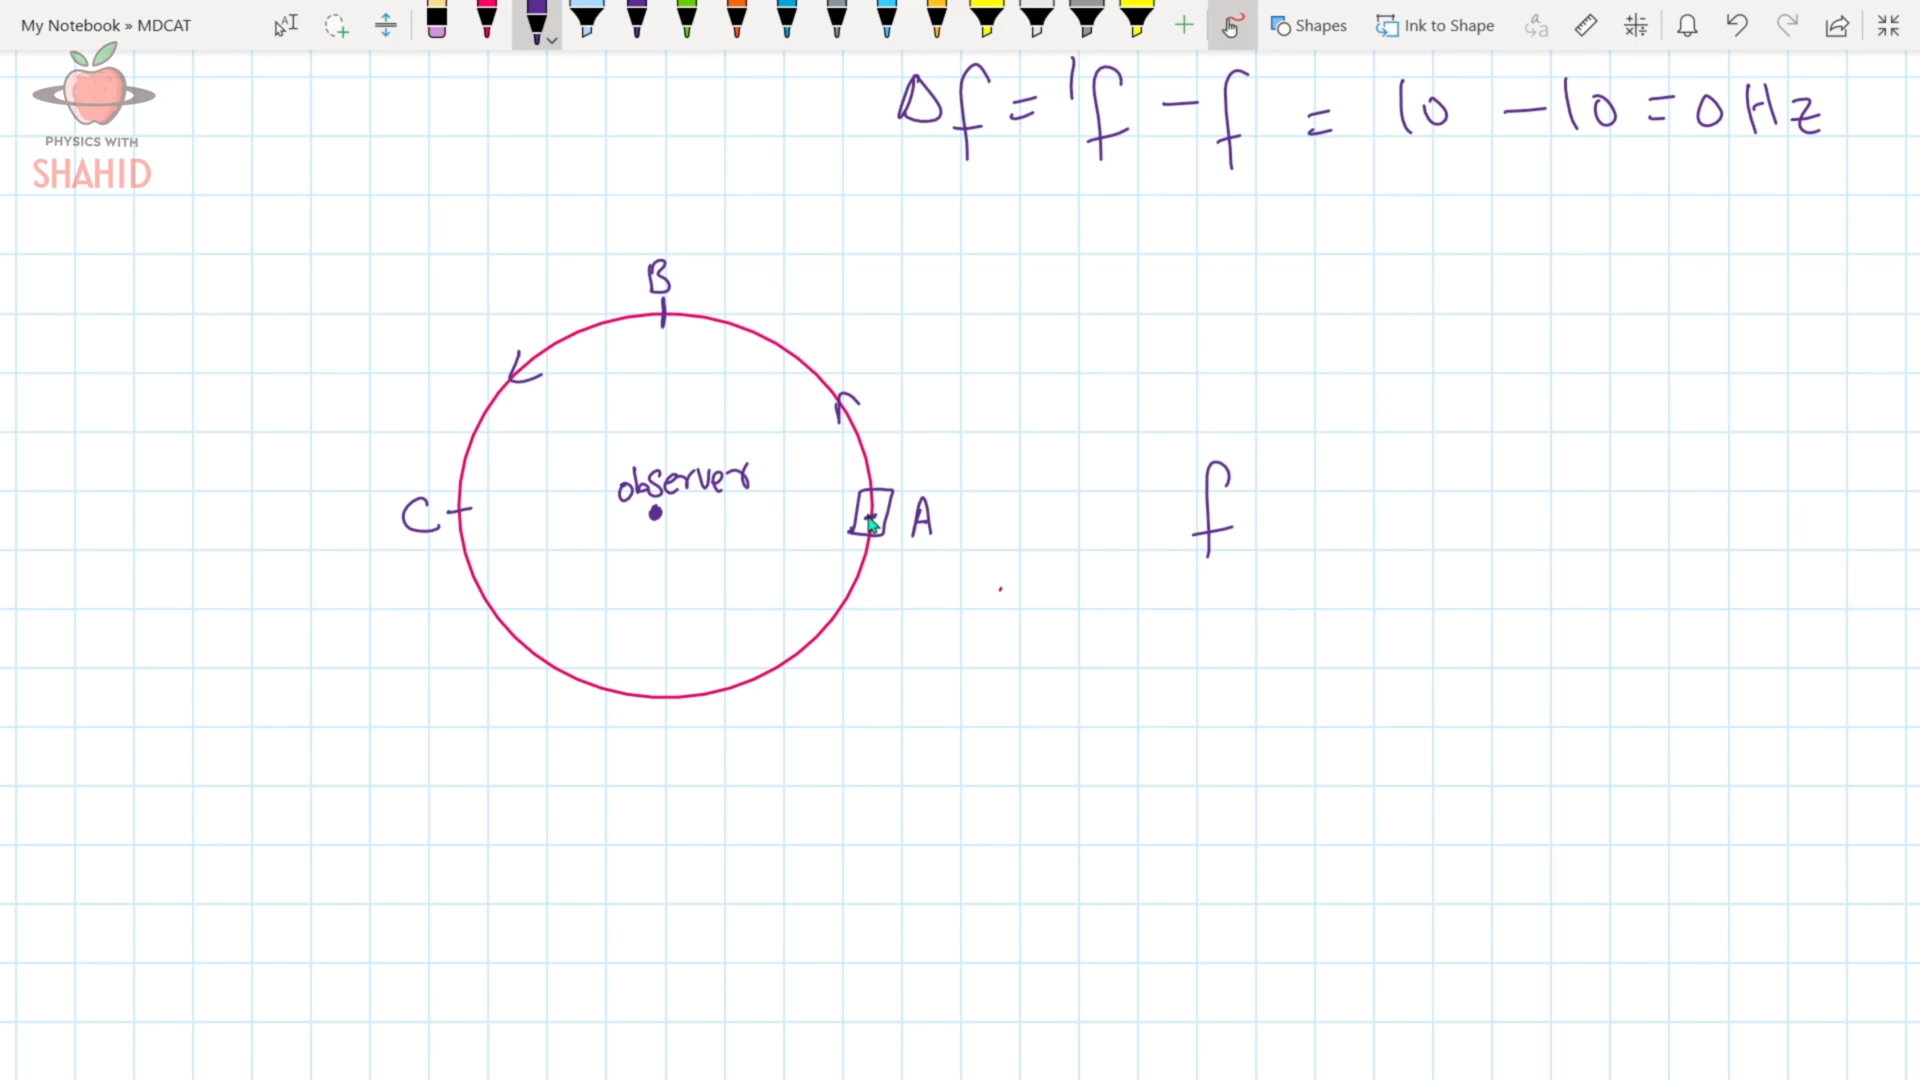 My Notebook » MDCAT
Shapes
Ink to Shape
PHYSICS WITH
SHAHID
Δf = 'f - f = 10 - 10 = 0 Hz
B
observer
C
A
f